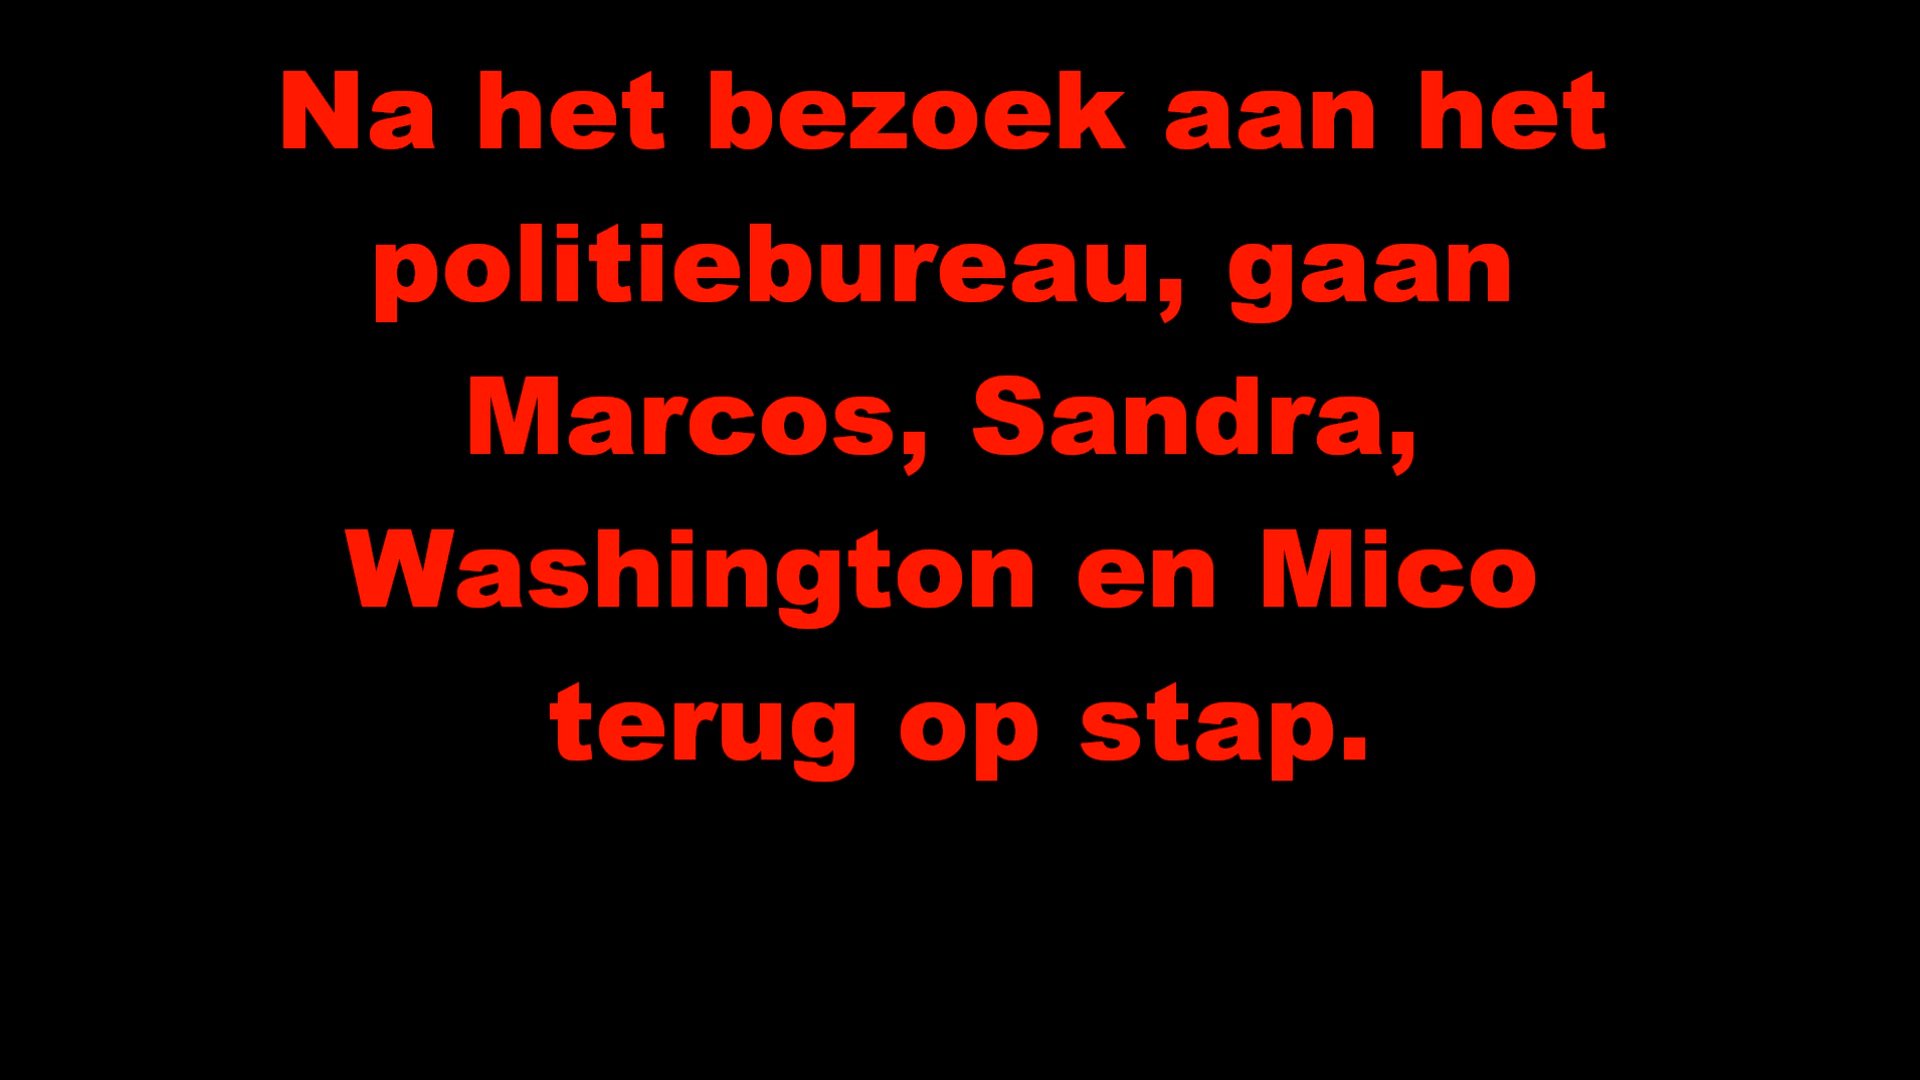 Na het bezoek aan het
politiebureau, gaan
Marcos, Sandra,
Washington en Mico
terug op stap.